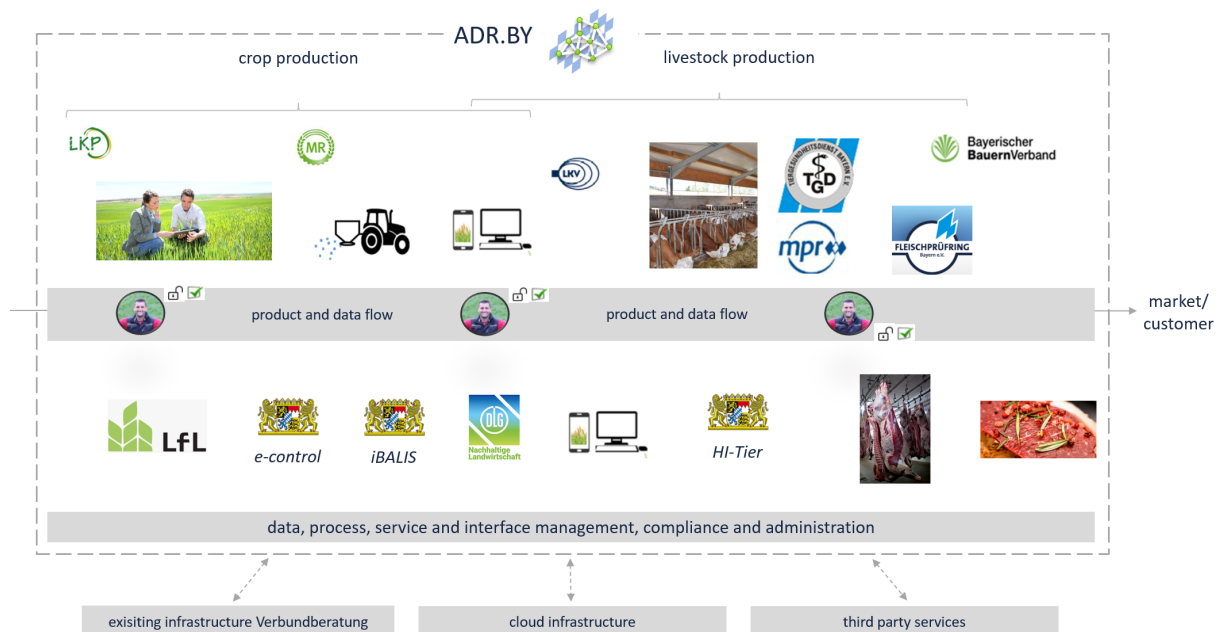 ADR.BY
crop production
livestock production
LKP
MR
LKV
TIERGESUNDHEITSDIENST BAYERN E.V.
TGD
mpr
Bayerischer
BauernVerband
FLEISCHPRÜFRING
Bayern e.V.
product and data flow
product and data flow
market/
customer
LfL
e-control
iBALIS
DLG
Nachhaltige
Landwirtschaft
HI-Tier
data, process, service and interface management, compliance and administration
exisiting infrastructure Verbundberatung
cloud infrastructure
third party services